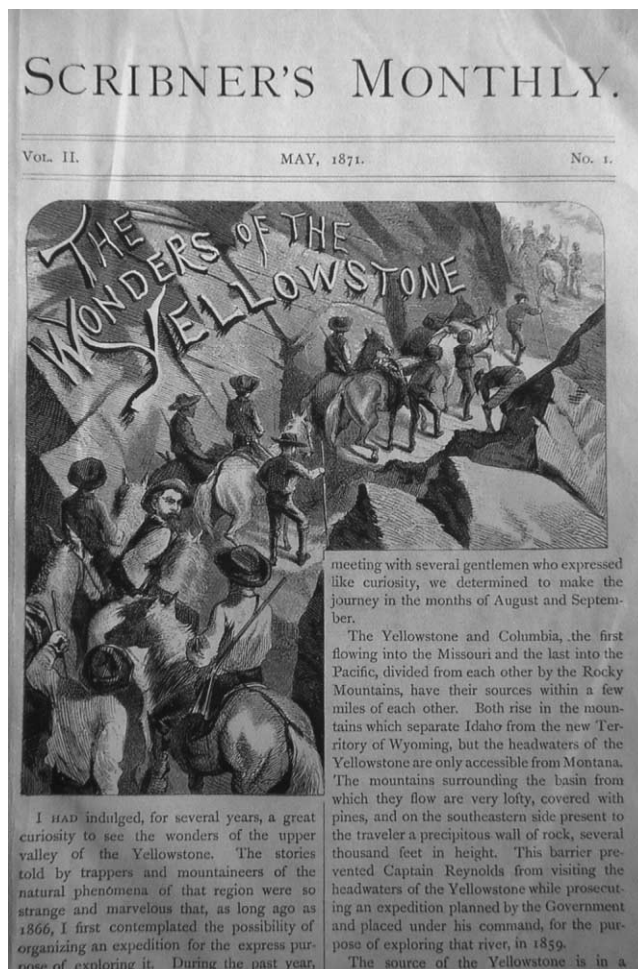 SCRIBNER'S MONTHLY.
VOL. II.
MAY, 1871.
No. 1.
THE
WONDERS OF THE
YELLOWSTONE
I HAD indulged, for several years, a great
curiosity to see the wonders of the upper
valley of the Yellowstone. The stories
told by trappers and mountaineers of the
natural phenomena of that region were so
strange and marvelous that, as long ago as
1866, I first contemplated the possibility of
organizing an expedition for the express pur-
pose of exploring it. During the past year,
meeting with several gentlemen who expressed
like curiosity, we determined to make the
journey in the months of August and Septem-
ber.
The Yellowstone and Columbia, the first
flowing into the Missouri and the last into the
Pacific, divided from each other by the Rocky
Mountains, have their sources within a few
miles of each other. Both rise in the moun-
tains which separate Idaho from the new Ter-
ritory of Wyoming, but the headwaters of the
Yellowstone are only accessible from Montana.
The mountains surrounding the basin from
which they flow are very lofty, covered with
pines, and on the southeastern side present to
the traveler a precipitous wall of rock, several
thousand feet in height. This barrier pre-
vented Captain Reynolds from visiting the
headwaters of the Yellowstone while prosecut-
ing an expedition planned by the Government
and placed under his command, for the pur-
pose of exploring that river, in 1859.
The source of the Yellowstone is in a